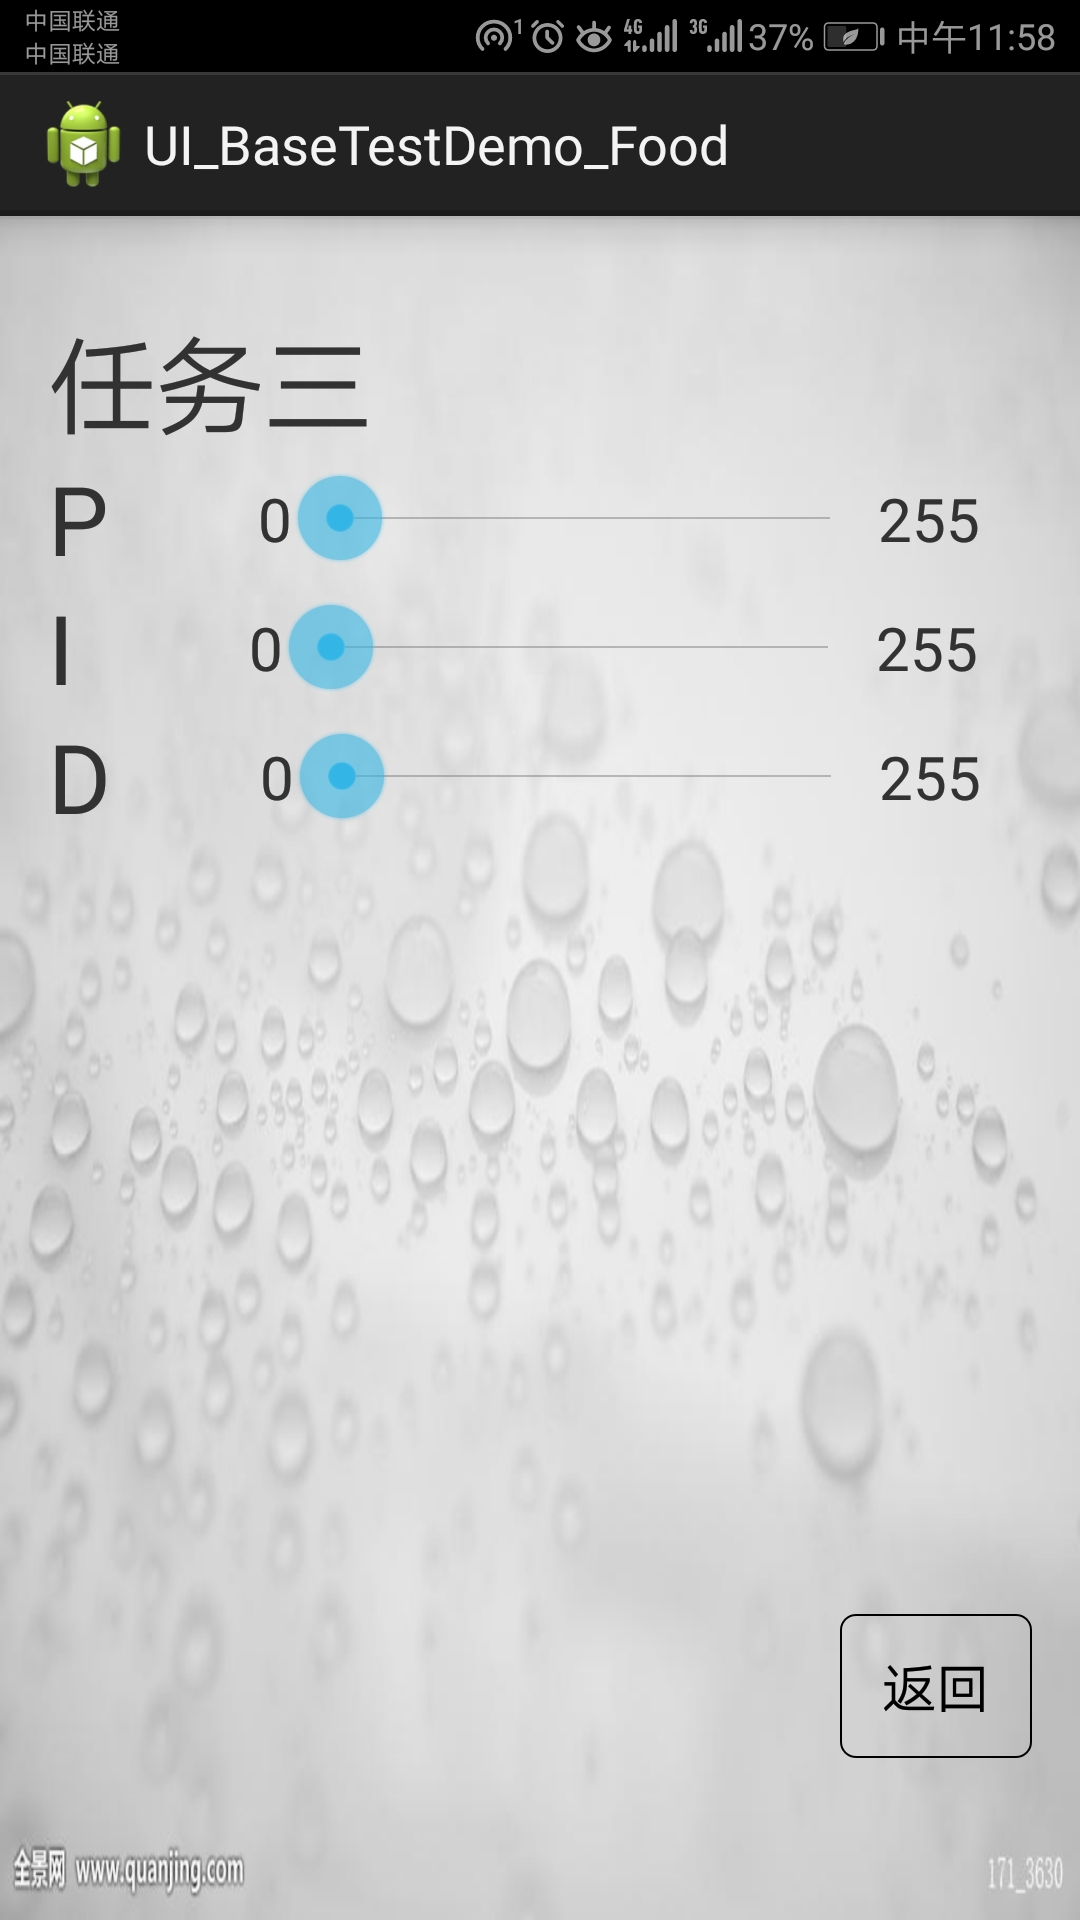 中国联通
中国联通
1 4G 3G 37% 中午11:58
UI_BaseTestDemo_Food
任务三
P 0 255
I 0 255
D 0 255
返回
全景网 www.quanjing.com 171_3630